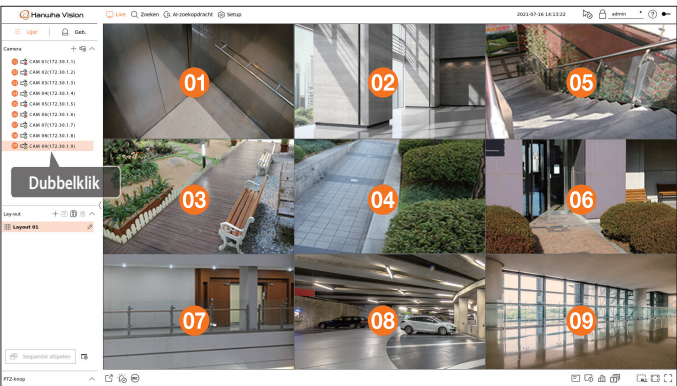 Hanwha Vision
Live Zoeken AI-zoekopdracht Setup
2021-07-16 14:13:22 admin
Lijst Geb.
Camera
CAM 01(172.30.1.1)
CAM 02(172.30.1.2)
CAM 03(172.30.1.3)
CAM 04(172.30.1.4)
CAM 05(172.30.1.5)
CAM 06(172.30.1.6)
CAM 07(172.30.1.7)
CAM 08(172.30.1.8)
CAM 09(172.30.1.9)
Dubbelklik
Lay-out
Layout 01
Sequentie afspelen
PTZ-knop
01 02 05
03 04 06
07 08 09
ALL